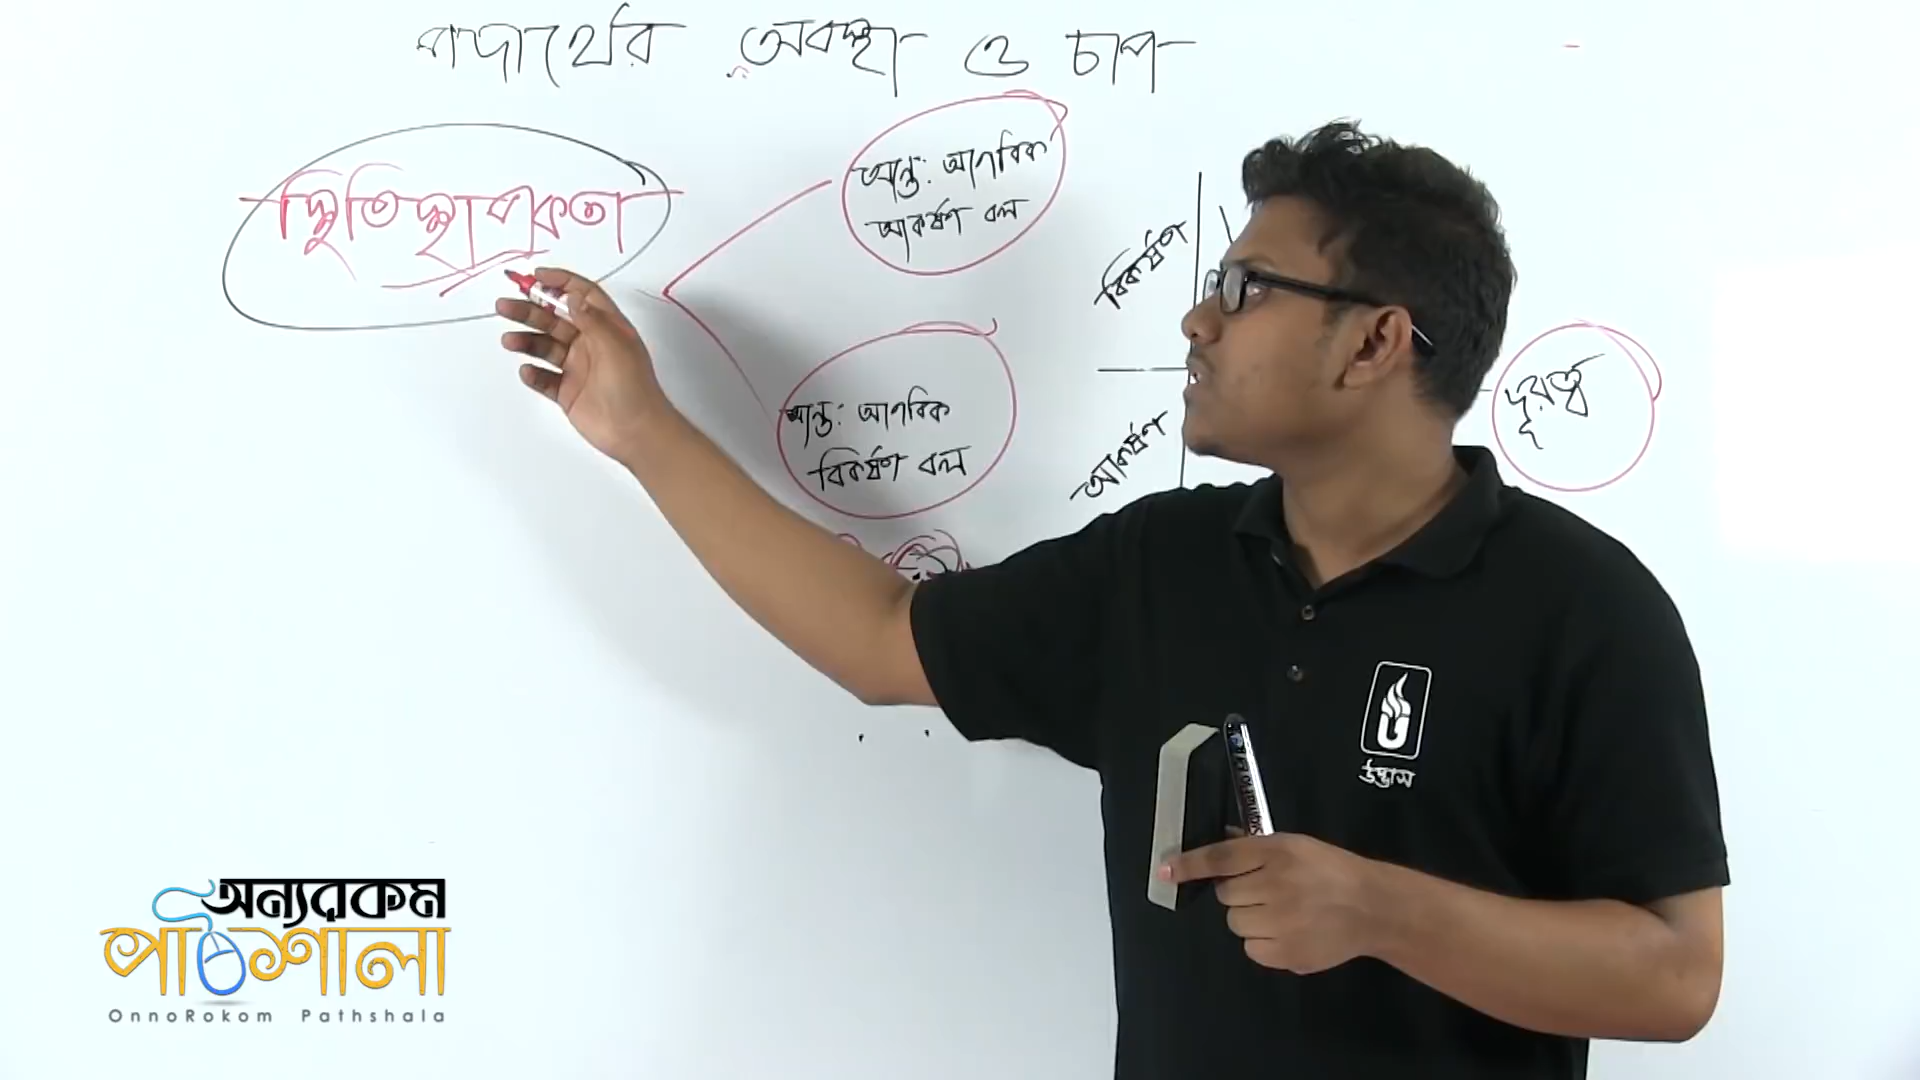 পদার্থের অবস্থা ও চাপ
স্থিতিস্থাপকতা
আন্ত: আণবিক
আকর্ষণ বল
আন্ত: আণবিক
বিকর্ষণ বল
বিকর্ষণ
আকর্ষণ
দূরত্ব
উদ্ভাস
অন্যরকম
পাঠশালা
OnnoRokom Pathshala